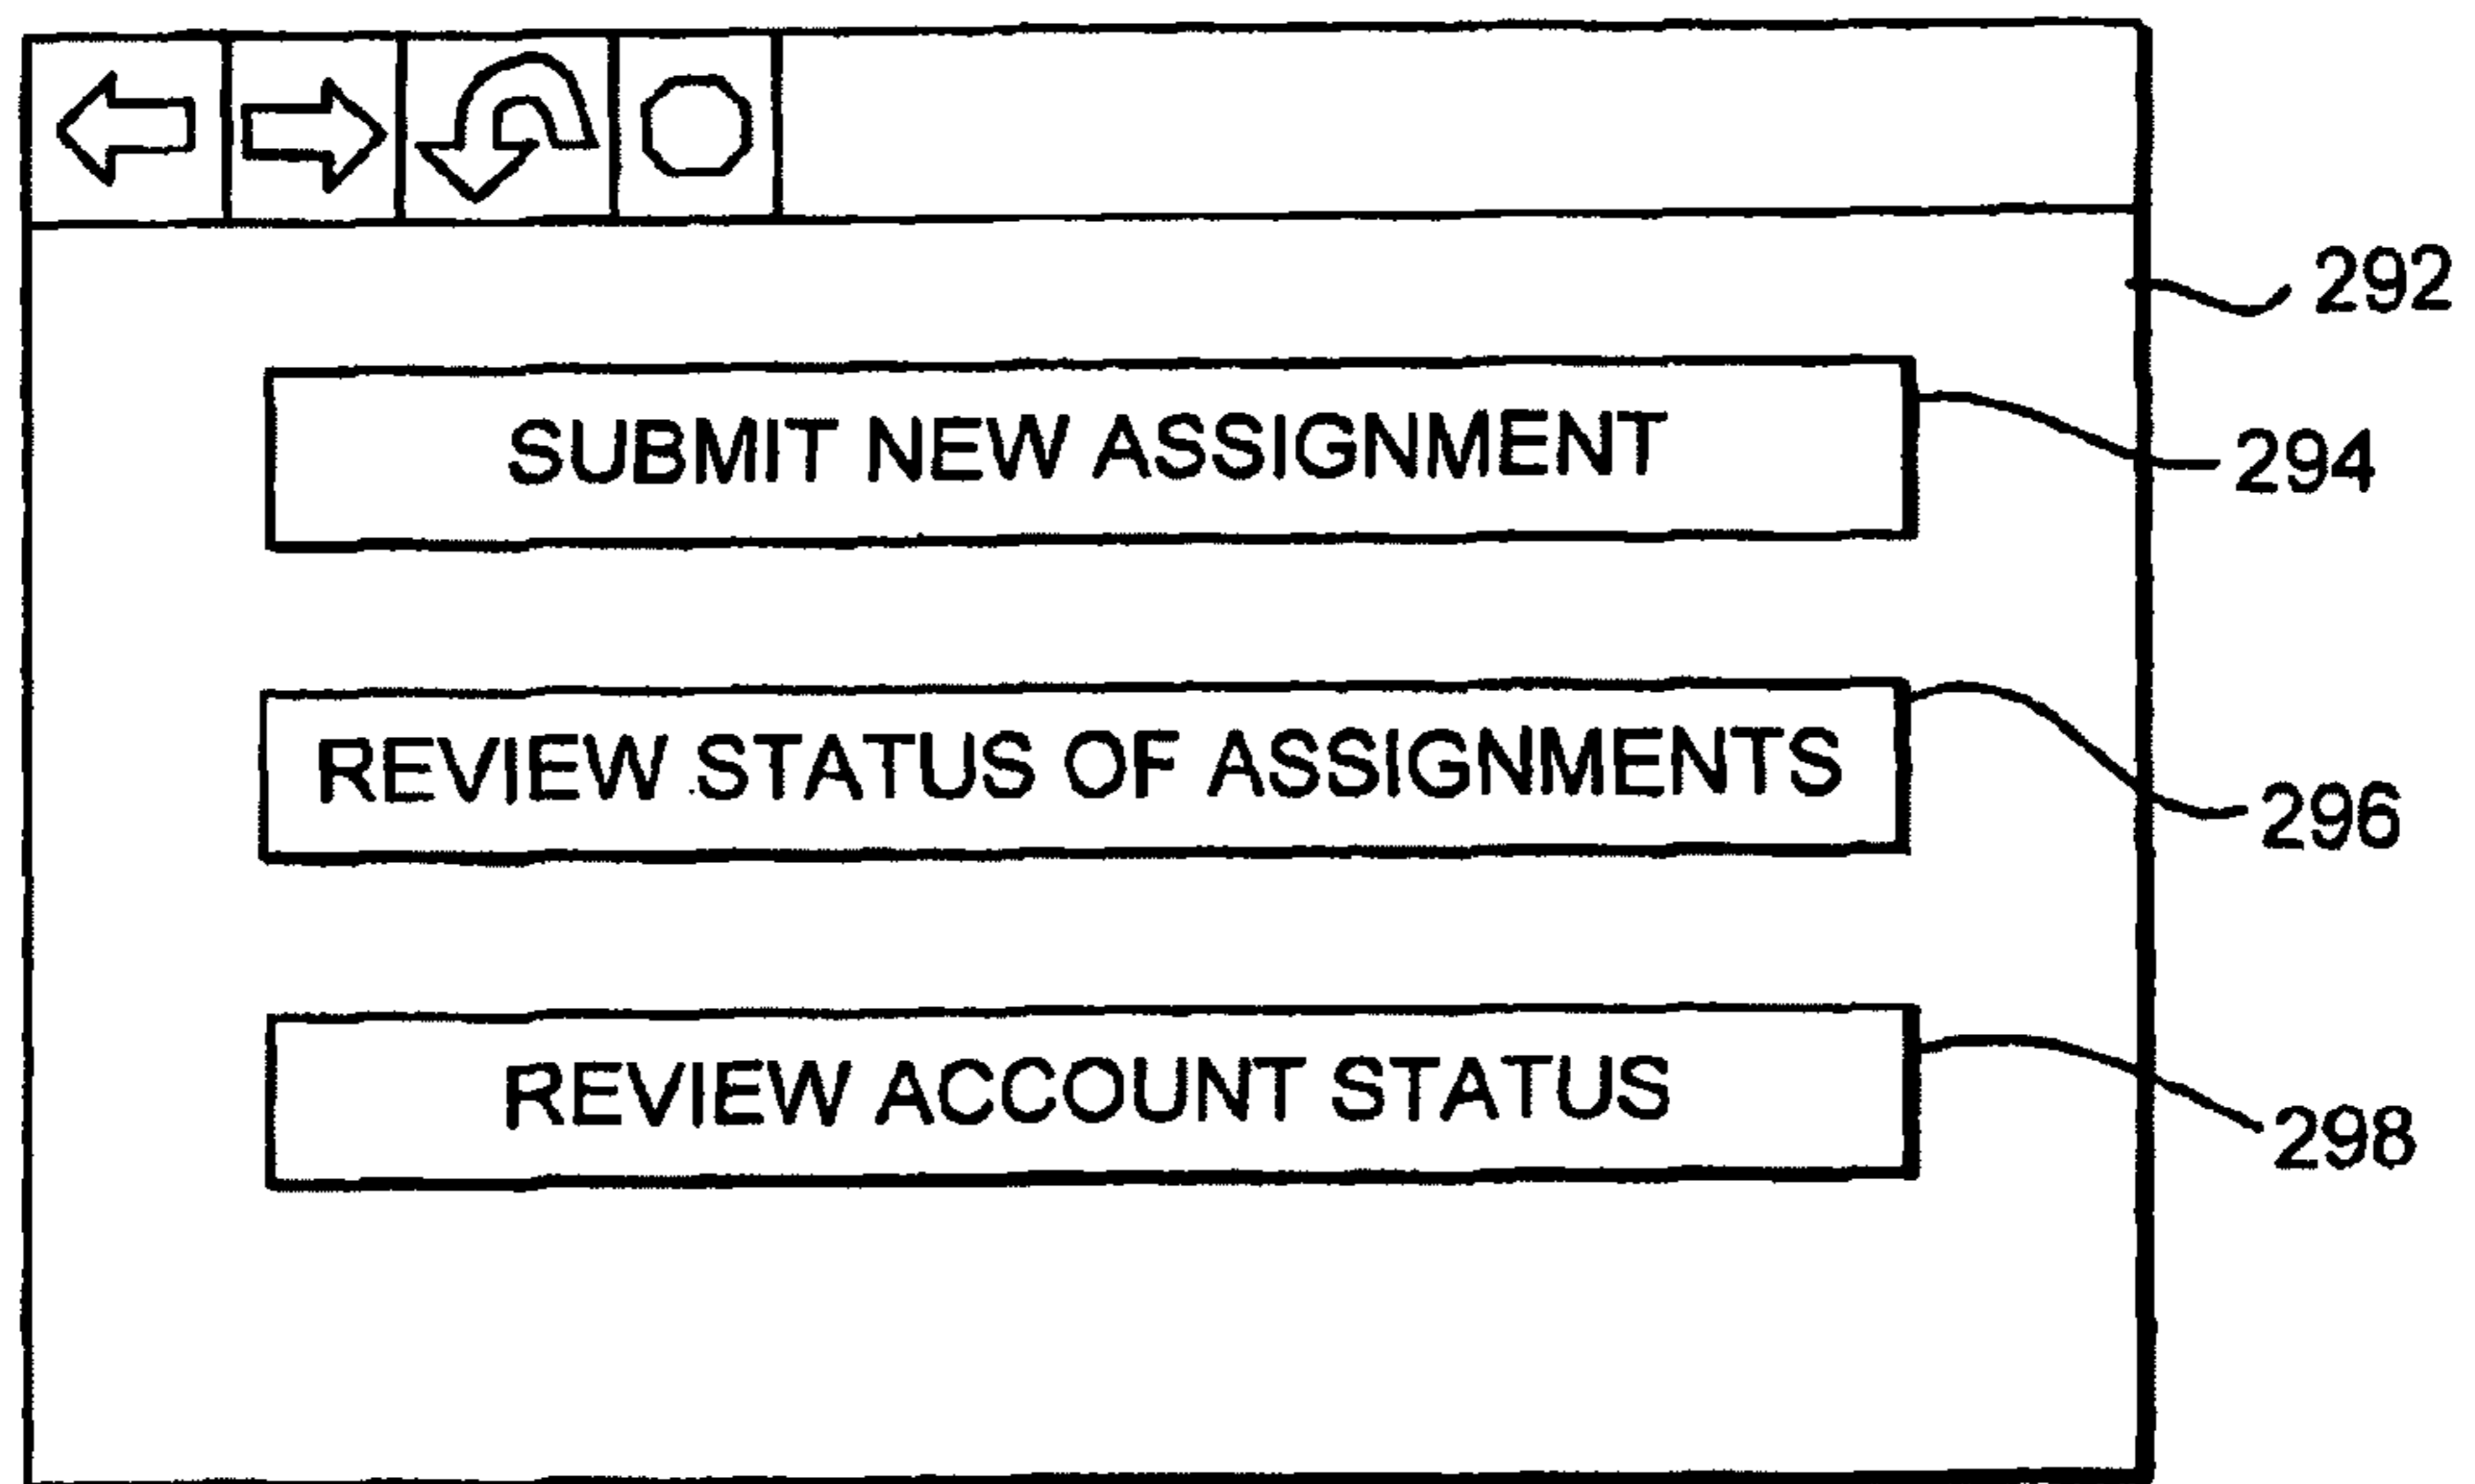 292
SUBMIT NEW ASSIGNMENT
294
REVIEW STATUS OF ASSIGNMENTS
296
REVIEW ACCOUNT STATUS
298